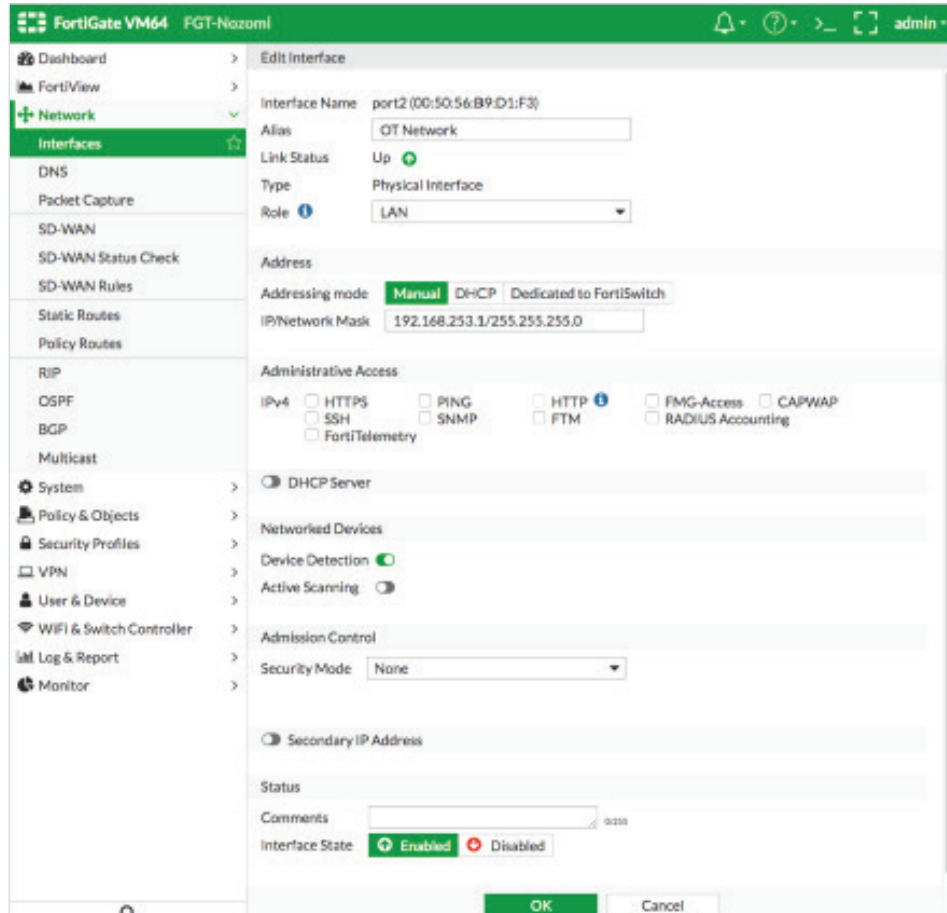 FortiGate VM64 FGT-Nozomi admin
Dashboard
FortiView
Network
Interfaces
DNS
Packet Capture
SD-WAN
SD-WAN Status Check
SD-WAN Rules
Static Routes
Policy Routes
RIP
OSPF
BGP
Multicast
System
Policy & Objects
Security Profiles
VPN
User & Device
WiFi & Switch Controller
Log & Report
Monitor
Edit Interface
Interface Name port2 (00:50:56:B9:D1:F3)
Alias OT Network
Link Status Up
Type Physical Interface
Role LAN
Address
Addressing mode Manual DHCP Dedicated to FortiSwitch
IP/Network Mask 192.168.253.1/255.255.255.0
Administrative Access
IPv4 HTTPS PING HTTP FMG-Access CAPWAP
SSH SNMP FTM RADIUS Accounting
FortiTelemetry
DHCP Server
Networked Devices
Device Detection
Active Scanning
Admission Control
Security Mode None
Secondary IP Address
Status
Comments 0/255
Interface State Enabled Disabled
OK Cancel